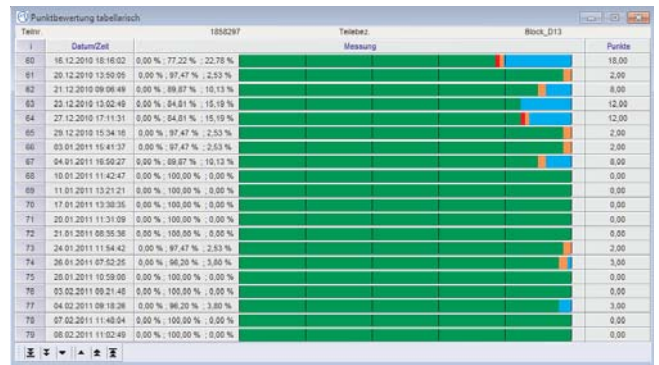 Punktbewertung tabellarisch
Teilnr. 1858297 Teilebez. Block_D13
i Datum/Zeit Messung Punkte
60 16.12.2010 18:16:02 0,00 % ; 77,22 % ; 22,78 % 18,00
61 20.12.2010 13:50:05 0,00 % ; 97,47 % ; 2,53 % 2,00
62 21.12.2010 09:06:49 0,00 % ; 89,87 % ; 10,13 % 8,00
63 23.12.2010 13:02:49 0,00 % ; 84,81 % ; 15,19 % 12,00
64 27.12.2010 17:11:31 0,00 % ; 84,81 % ; 15,19 % 12,00
65 29.12.2010 15:34:16 0,00 % ; 97,47 % ; 2,53 % 2,00
66 03.01.2011 15:41:37 0,00 % ; 97,47 % ; 2,53 % 2,00
67 04.01.2011 16:50:27 0,00 % ; 89,87 % ; 10,13 % 8,00
68 10.01.2011 11:42:47 0,00 % ; 100,00 % ; 0,00 % 0,00
69 11.01.2011 13:21:21 0,00 % ; 100,00 % ; 0,00 % 0,00
70 17.01.2011 13:38:35 0,00 % ; 100,00 % ; 0,00 % 0,00
71 20.01.2011 11:31:09 0,00 % ; 100,00 % ; 0,00 % 0,00
72 21.01.2011 08:35:36 0,00 % ; 100,00 % ; 0,00 % 0,00
73 24.01.2011 11:54:42 0,00 % ; 97,47 % ; 2,53 % 2,00
74 26.01.2011 07:52:25 0,00 % ; 96,20 % ; 3,80 % 3,00
75 28.01.2011 10:59:00 0,00 % ; 100,00 % ; 0,00 % 0,00
76 03.02.2011 09:21:48 0,00 % ; 100,00 % ; 0,00 % 0,00
77 04.02.2011 09:18:26 0,00 % ; 96,20 % ; 3,80 % 3,00
78 07.02.2011 11:48:04 0,00 % ; 100,00 % ; 0,00 % 0,00
79 08.02.2011 11:02:49 0,00 % ; 100,00 % ; 0,00 % 0,00